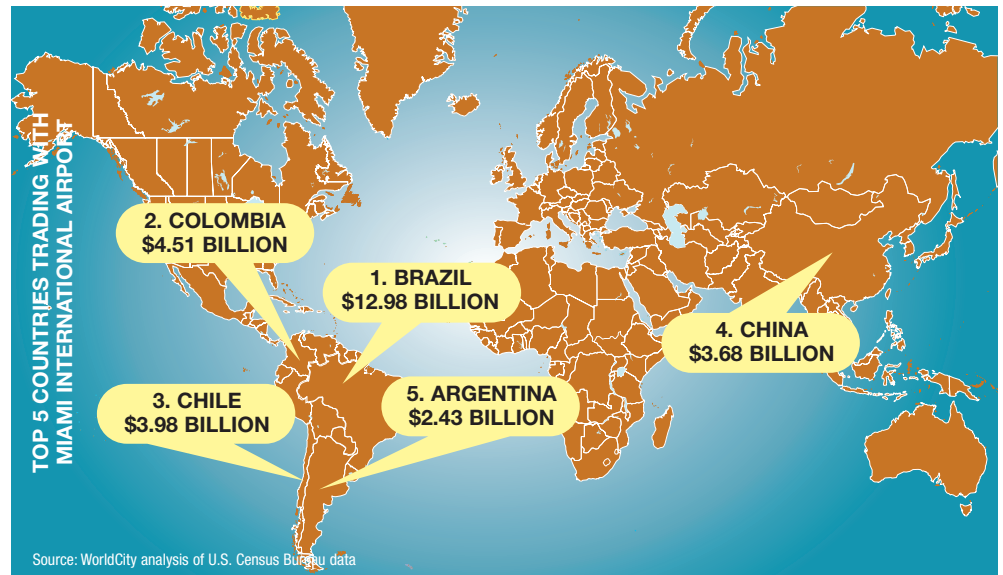 TOP 5 COUNTRIES TRADING WITH
MIAMI INTERNATIONAL AIRPORT
2. COLOMBIA
$4.51 BILLION
1. BRAZIL
$12.98 BILLION
4. CHINA
$3.68 BILLION
3. CHILE
$3.98 BILLION
5. ARGENTINA
$2.43 BILLION
Source: WorldCity analysis of U.S. Census Bureau data